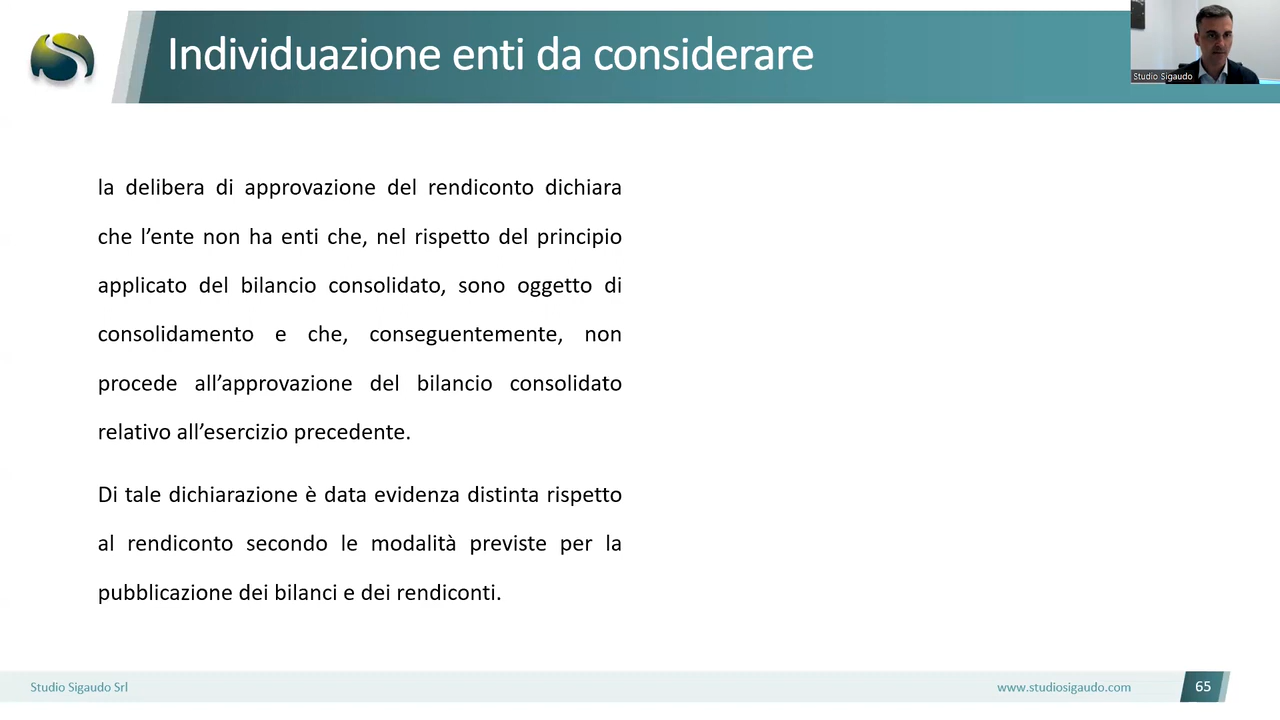 Individuazione enti da considerare
Studio Sigaudo
la delibera di approvazione del rendiconto dichiara
che l’ente non ha enti che, nel rispetto del principio
applicato del bilancio consolidato, sono oggetto di
consolidamento e che, conseguentemente, non
procede all’approvazione del bilancio consolidato
relativo all’esercizio precedente.
Di tale dichiarazione è data evidenza distinta rispetto
al rendiconto secondo le modalità previste per la
pubblicazione dei bilanci e dei rendiconti.
Studio Sigaudo Srl
www.studiosigaudo.com
65